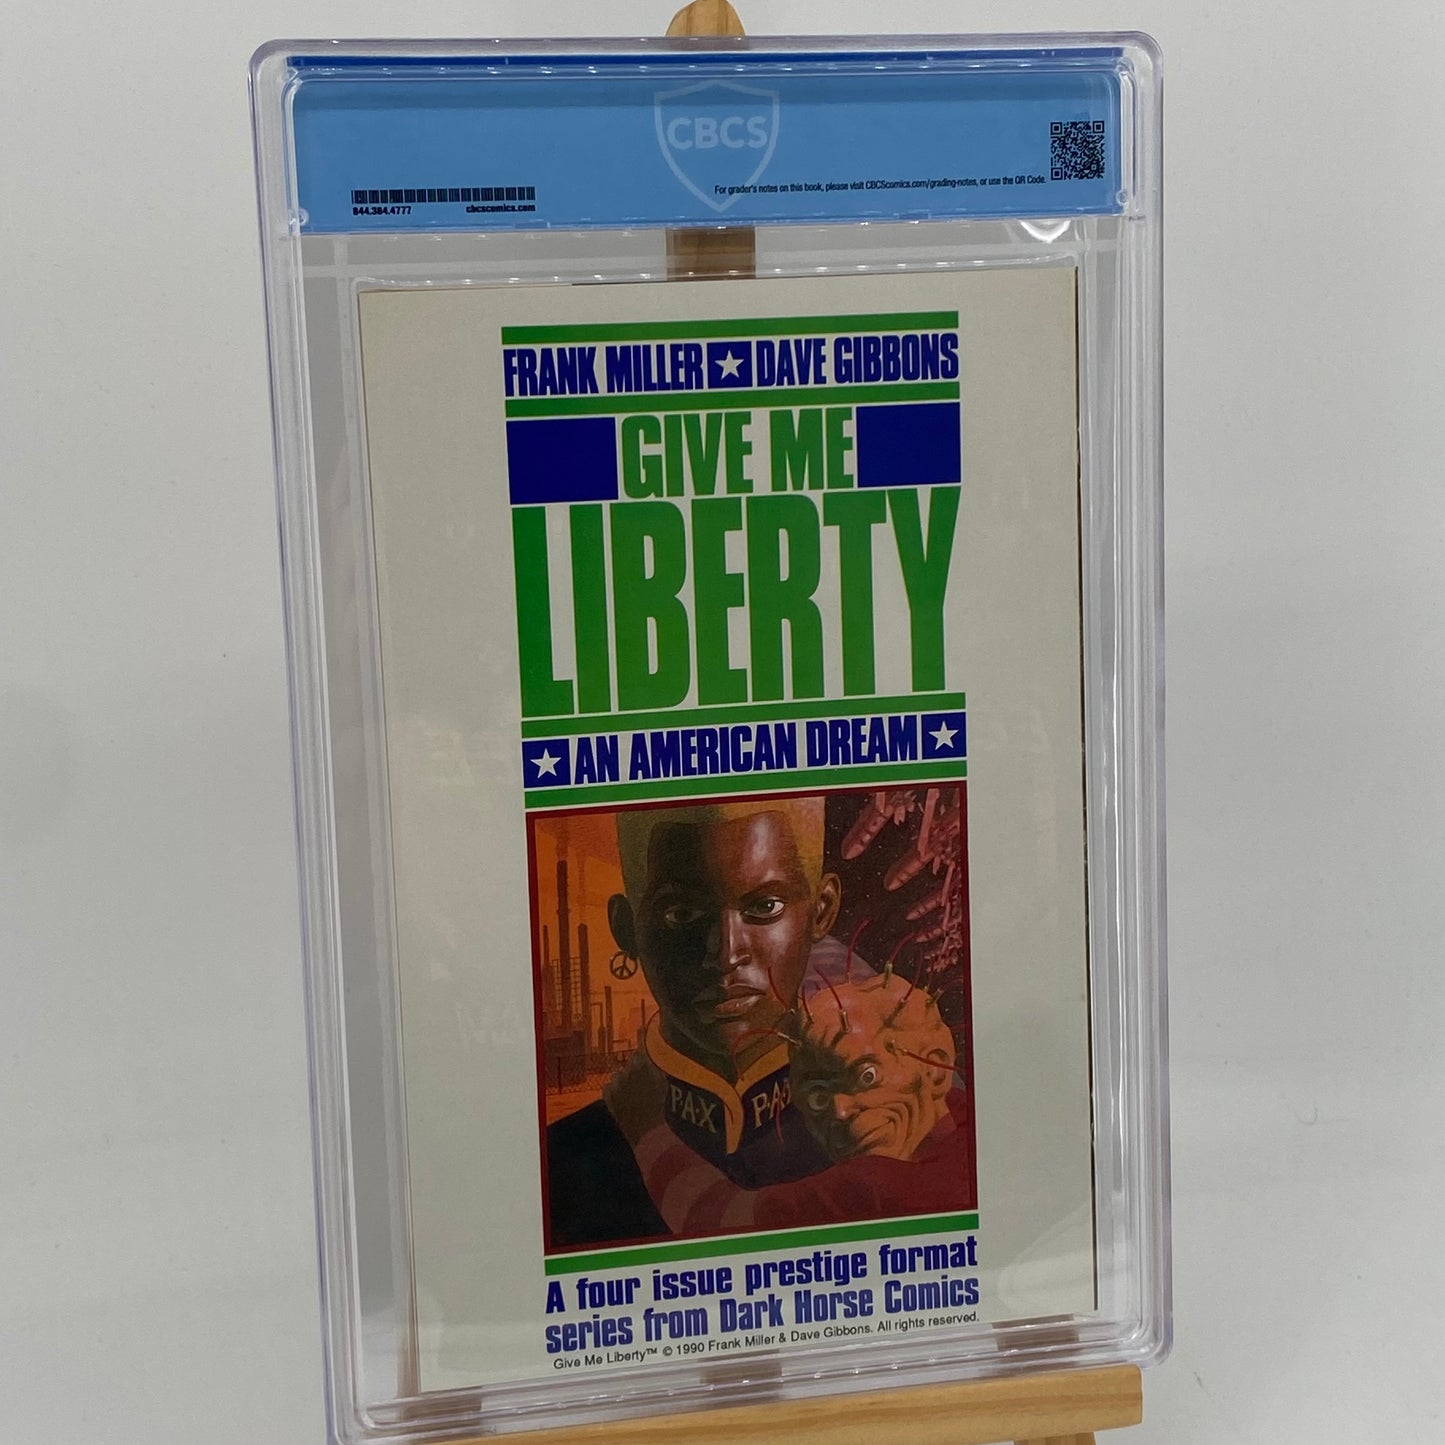 CBCS
For grader's notes on this book, please visit CBCScomics.com/grading-notes, or use the QR Code.
844.384.4777 cbcscomics.com
FRANK MILLER DAVE GIBBONS
GIVE ME
LIBERTY
AN AMERICAN DREAM
P·A·X P·A
A four issue prestige format
series from Dark Horse Comics
Give Me Liberty™ © 1990 Frank Miller & Dave Gibbons. All rights reserved.